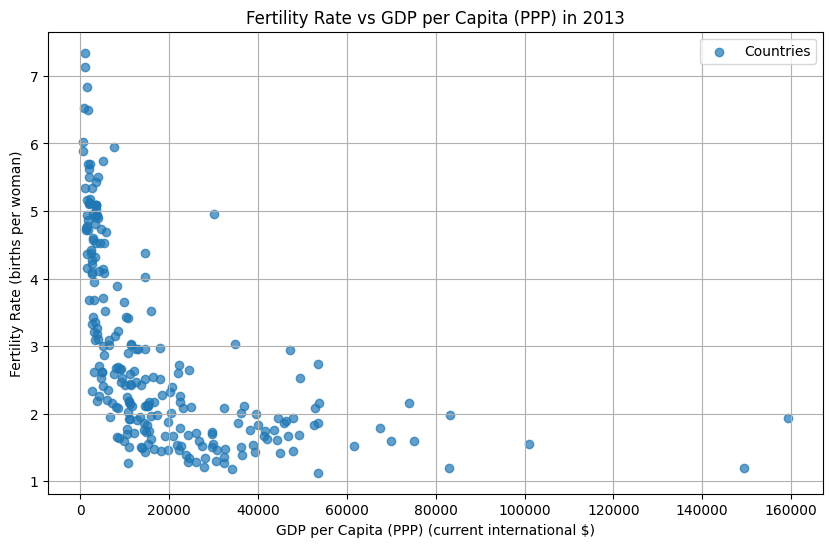 Fertility Rate vs GDP per Capita (PPP) in 2013
Countries
Fertility Rate (births per woman)
7
6
5
4
3
2
1
0 20000 40000 60000 80000 100000 120000 140000 160000
GDP per Capita (PPP) (current international $)